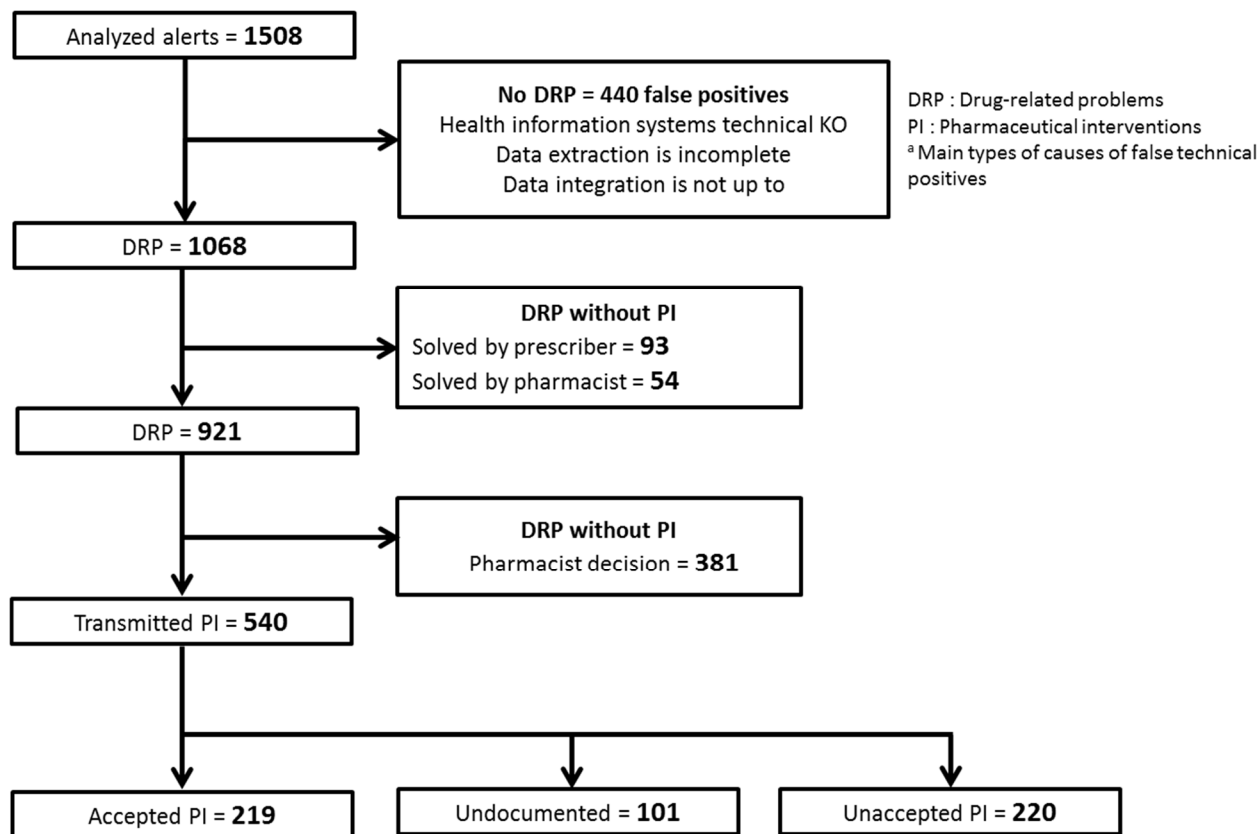 Analyzed alerts = 1508
No DRP = 440 false positives
Health information systems technical KO
Data extraction is incomplete
Data integration is not up to
DRP : Drug-related problems
PI : Pharmaceutical interventions
ᵃ Main types of causes of false technical
positives
DRP = 1068
DRP without PI
Solved by prescriber = 93
Solved by pharmacist = 54
DRP = 921
DRP without PI
Pharmacist decision = 381
Transmitted PI = 540
Accepted PI = 219
Undocumented = 101
Unaccepted PI = 220